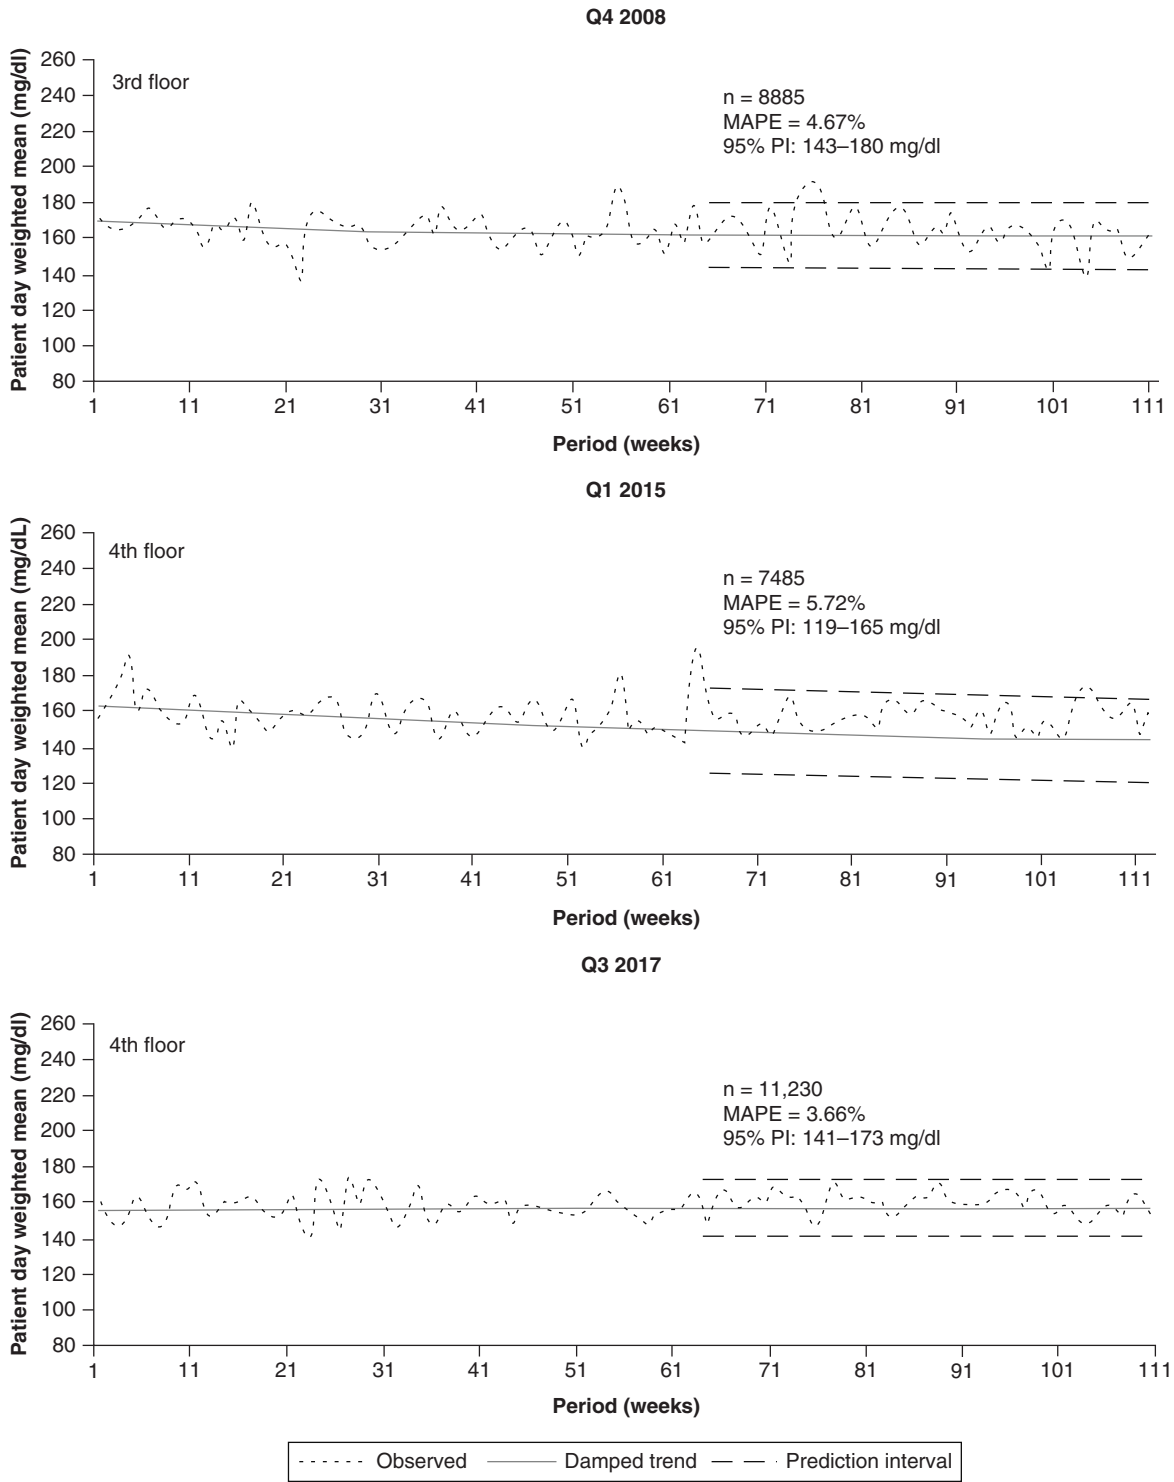 Q4 2008
Patient day weighted mean (mg/dl)
260
240
220
200
180
160
140
120
100
80
3rd floor
n = 8885
MAPE = 4.67%
95% PI: 143–180 mg/dl
1 11 21 31 41 51 61 71 81 91 101 111
Period (weeks)
Q1 2015
Patient day weighted mean (mg/dL)
260
240
220
200
180
160
140
120
100
80
4th floor
n = 7485
MAPE = 5.72%
95% PI: 119–165 mg/dl
1 11 21 31 41 51 61 71 81 91 101 111
Period (weeks)
Q3 2017
Patient day weighted mean (mg/dl)
260
240
220
200
180
160
140
120
100
80
4th floor
n = 11,230
MAPE = 3.66%
95% PI: 141–173 mg/dl
1 11 21 31 41 51 61 71 81 91 101 111
Period (weeks)
Observed Damped trend Prediction interval